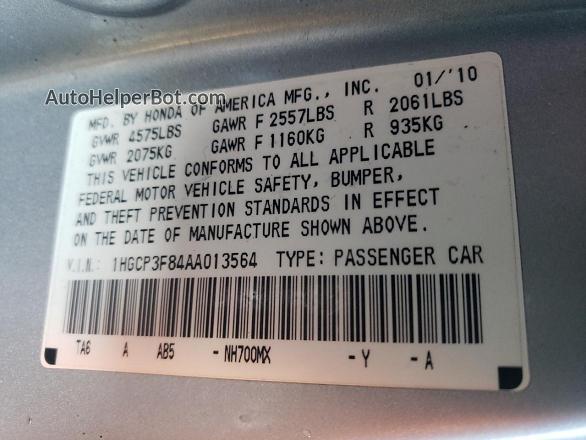 AutoHelperBot.com
MFD. BY HONDA OF AMERICA MFG., INC. 01/'10
GVWR 4575LBS GAWR F 2557LBS R 2061LBS
GVWR 2075KG GAWR F 1160KG R 935KG
THIS VEHICLE CONFORMS TO ALL APPLICABLE
FEDERAL MOTOR VEHICLE SAFETY, BUMPER,
AND THEFT PREVENTION STANDARDS IN EFFECT
ON THE DATE OF MANUFACTURE SHOWN ABOVE.
V.I.N.: 1HGCP3F84AA013564 TYPE: PASSENGER CAR
TA6 A AB5 - NH700MX - Y - A